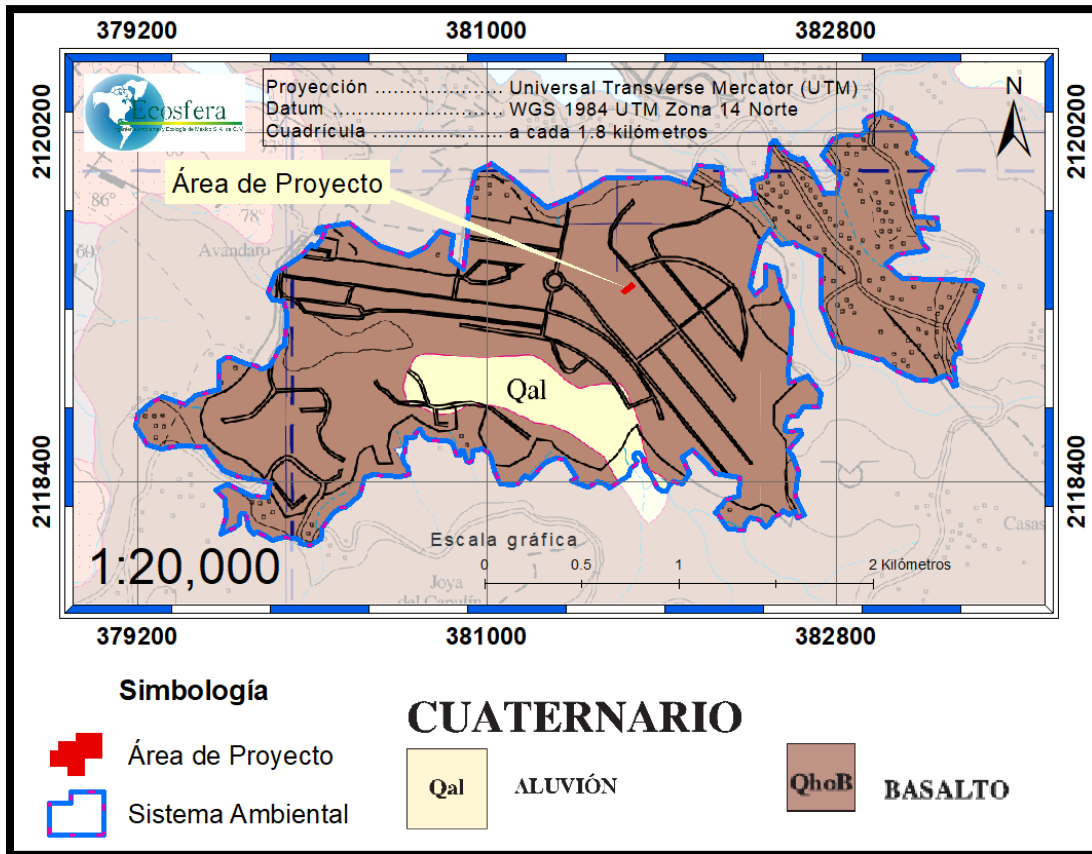 379200 381000 382800
2120200
2118400
Ecosfera
Proyección .................. Universal Transverse Mercator (UTM)
Datum ........................ WGS 1984 UTM Zona 14 Norte
Cuadrícula .................. a cada 1.8 kilómetros
N
2120200
2118400
Área de Proyecto
86°
78°
60°
Avandaro
Qal
Escala gráfica
0 0.5 1 2 Kilómetros
1:20,000
Joya
del Capulín
Casas
379200 381000 382800
Simbología
Área de Proyecto
Sistema Ambiental
CUATERNARIO
Qal ALUVIÓN
QhoB BASALTO